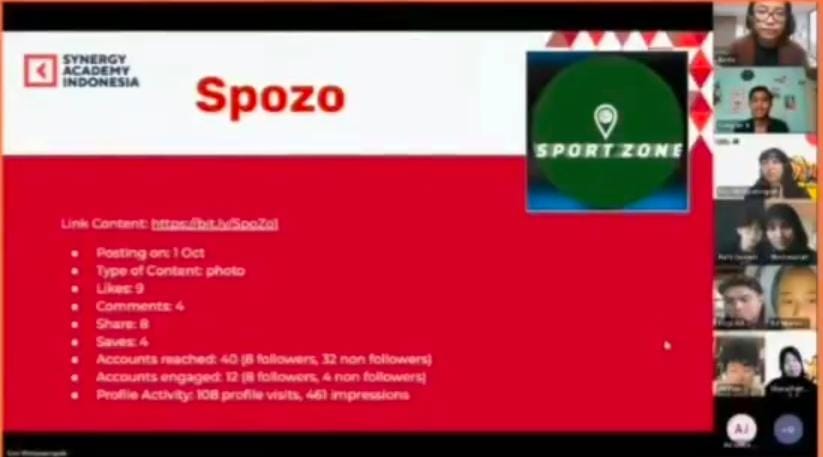 SYNERGY
ACADEMY
INDONESIA
Spozo
SPORT ZONE
Link Content: https://bit.ly/SpoZo1
Posting on: 1 Oct
Type of Content: photo
Likes: 9
Comments: 4
Share: 8
Saves: 4
Accounts reached: 40 (8 followers, 32 non followers)
Accounts engaged: 12 (8 followers, 4 non followers)
Profile Activity: 108 profile visits, 461 impressions
AJ